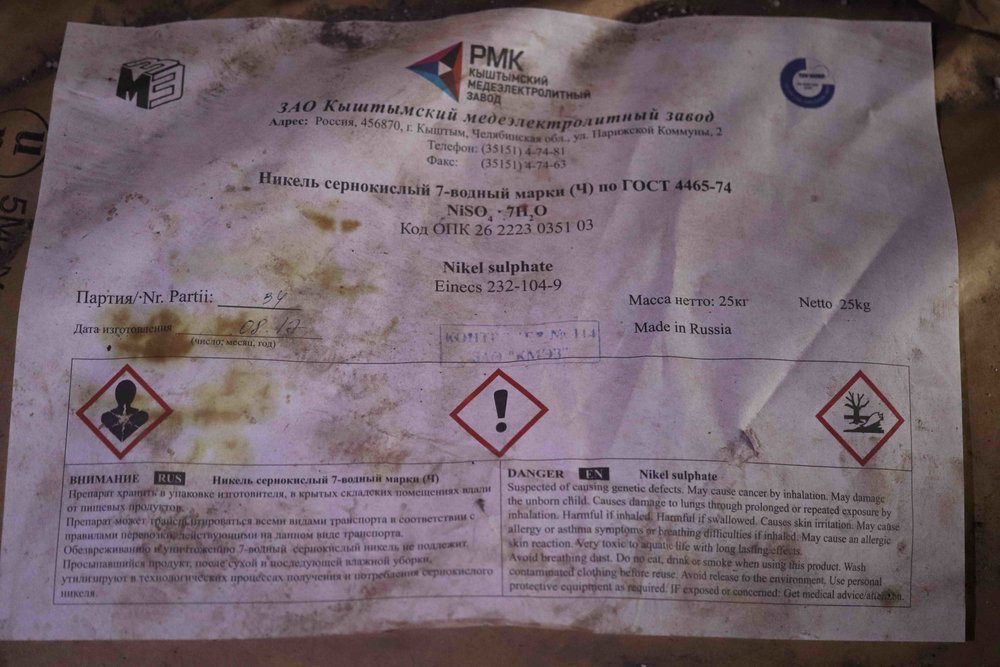 РМК
КЫШТЫМСКИЙ
МЕДЕЭЛЕКТРОЛИТНЫЙ
ЗАВОД
ЗАО Кыштымский медеэлектролитный завод
Адрес: Россия, 456870, г. Кыштым, Челябинская обл., ул. Парижской Коммуны, 2
Телефон: (35151) 4-74-81
Факс: (35151) 4-74-63
Никель сернокислый 7-водный марки (Ч) по ГОСТ 4465-74
NiSO₄ · 7H₂O
Код ОПК 26 2223 0351 03
Nikel sulphate
Einecs 232-104-9
Партия/·Nr. Partii: 34
Масса нетто: 25кг Netto 25kg
Дата изготовления 08.12
(число, месяц, год)
Made in Russia
№ 114
ЗАО "КМЭЗ"
ВНИМАНИЕ RUS Никель сернокислый 7-водный марки (Ч)
Препарат хранить в упаковке изготовителя, в крытых складских помещениях вдали
от пищевых продуктов.
Препарат может транспортироваться всеми видами транспорта в соответствии с
правилами перевозки действующими на данном виде транспорта.
Обезвреживанию и уничтожению 7-водный сернокислый никель не подлежит.
Просыпавшийся продукт, после сухой и последующей влажной уборки,
утилизируют в технологических процессах получения и потребления сернокислого
никеля.
DANGER EN Nikel sulphate
Suspected of causing genetic defects. May cause cancer by inhalation. May damage
the unborn child. Causes damage to lungs through prolonged or repeated exposure by
inhalation. Harmful if inhaled. Harmful if swallowed. Causes skin irritation. May cause
allergy or asthma symptoms or breathing difficulties if inhaled. May cause an allergic
skin reaction. Very toxic to aquatic life with long lasting effects.
Avoid breathing dust. Do no eat, drink or smoke when using this product. Wash
contaminated clothing before reuse. Avoid release to the environment. Use personal
protective equipment as required. IF exposed or concerned: Get medical advice/attention.